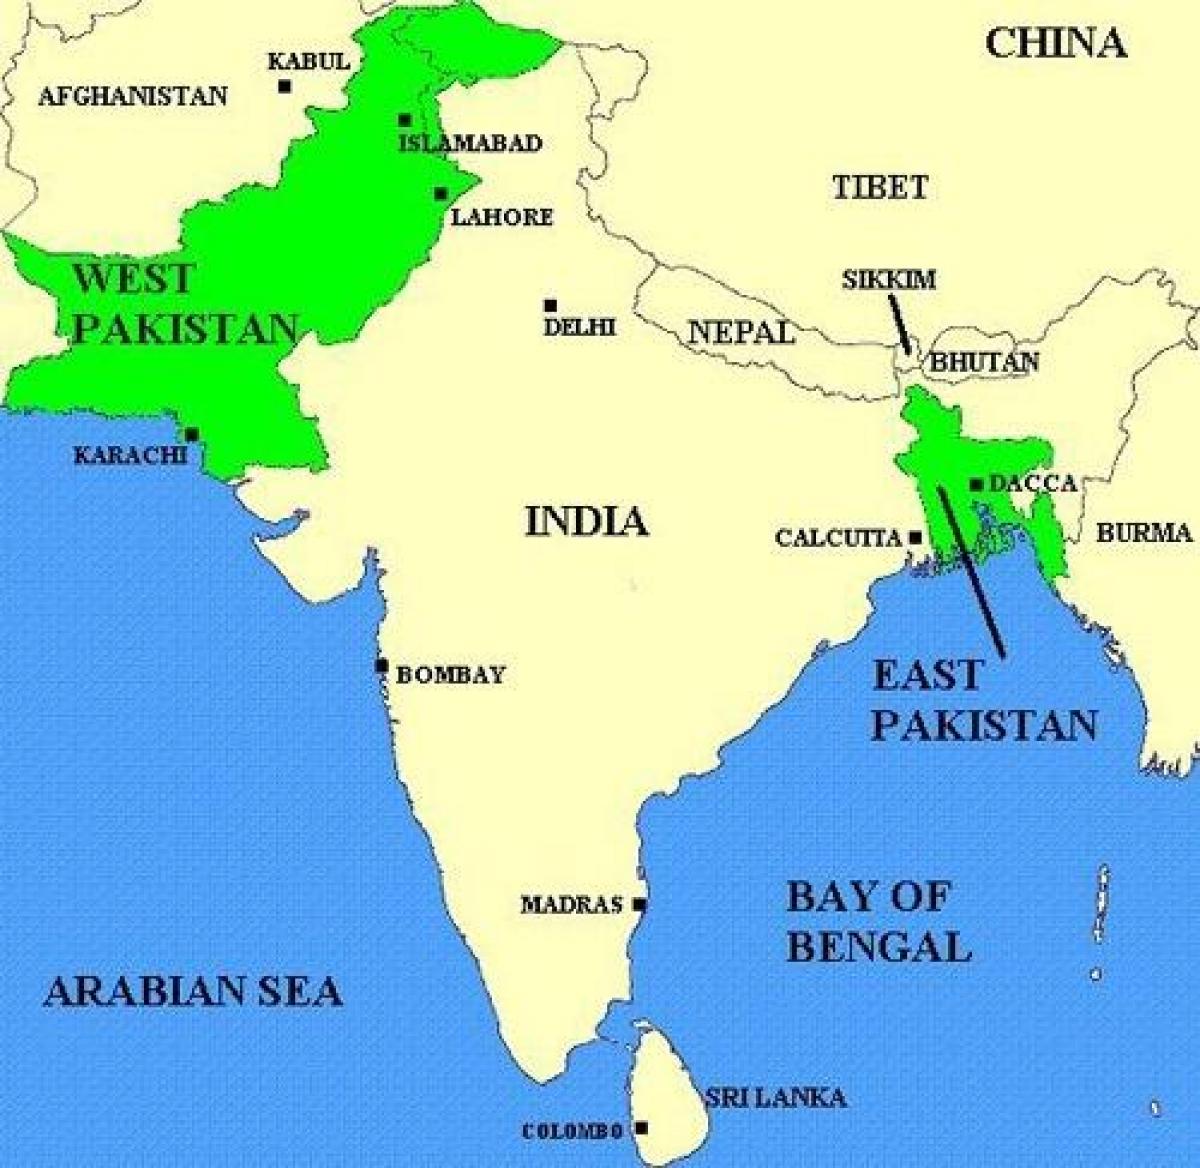 CHINA
KABUL
AFGHANISTAN
ISLAMABAD
TIBET
LAHORE
WEST
PAKISTAN
SIKKIM
DELHI
NEPAL
BHUTAN
KARACHI
DACCA
INDIA
CALCUTTA
BURMA
BOMBAY
EAST
PAKISTAN
MADRAS
BAY OF
BENGAL
ARABIAN SEA
SRI LANKA
COLOMBO